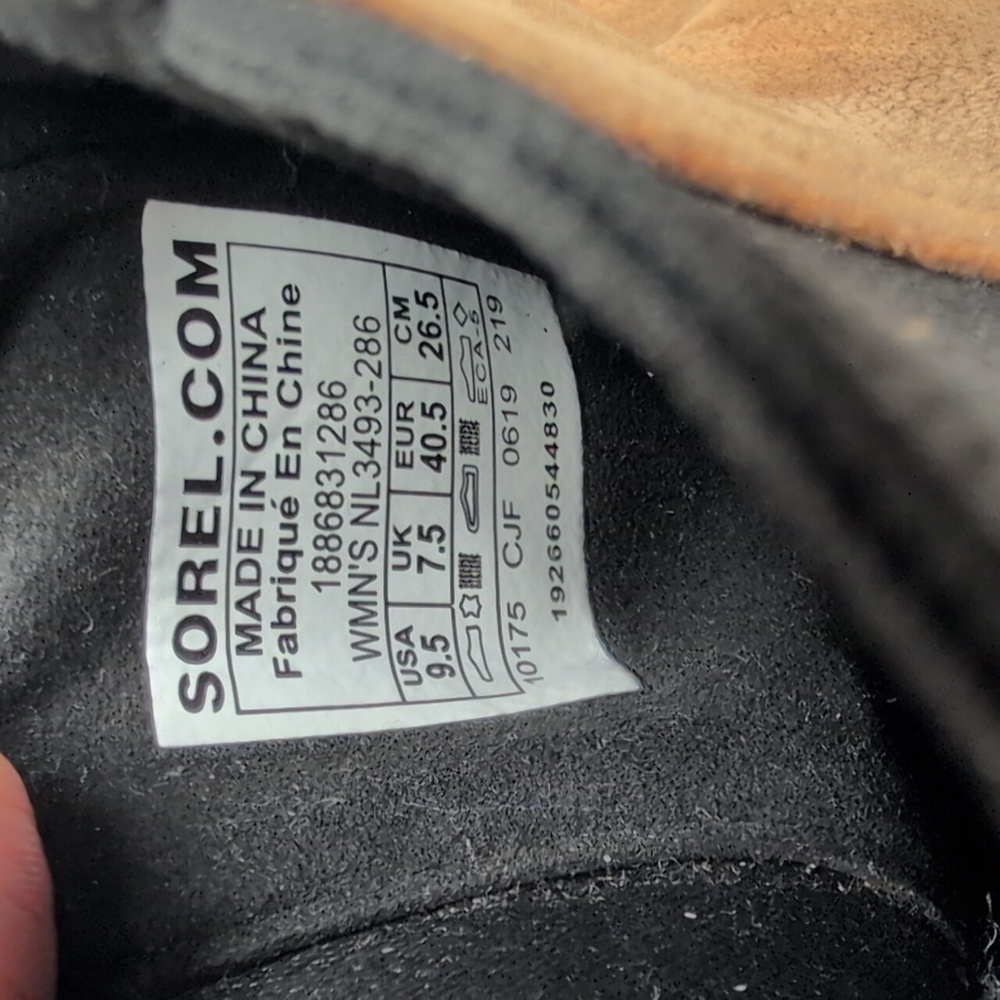 SOREL.COM
MADE IN CHINA
Fabriqué En Chine
1886831286
WMN'S NL3493-286
USA UK EUR CM
9.5 7.5 40.5 26.5
ECA-5
10175 CJF 0619 219
192660544830